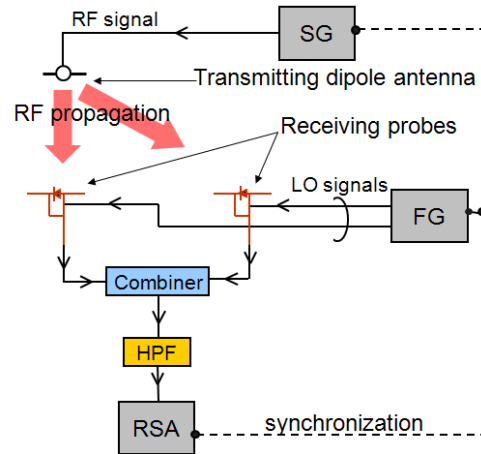 RF signal
SG
Transmitting dipole antenna
RF propagation
Receiving probes
LO signals
FG
Combiner
HPF
RSA
synchronization